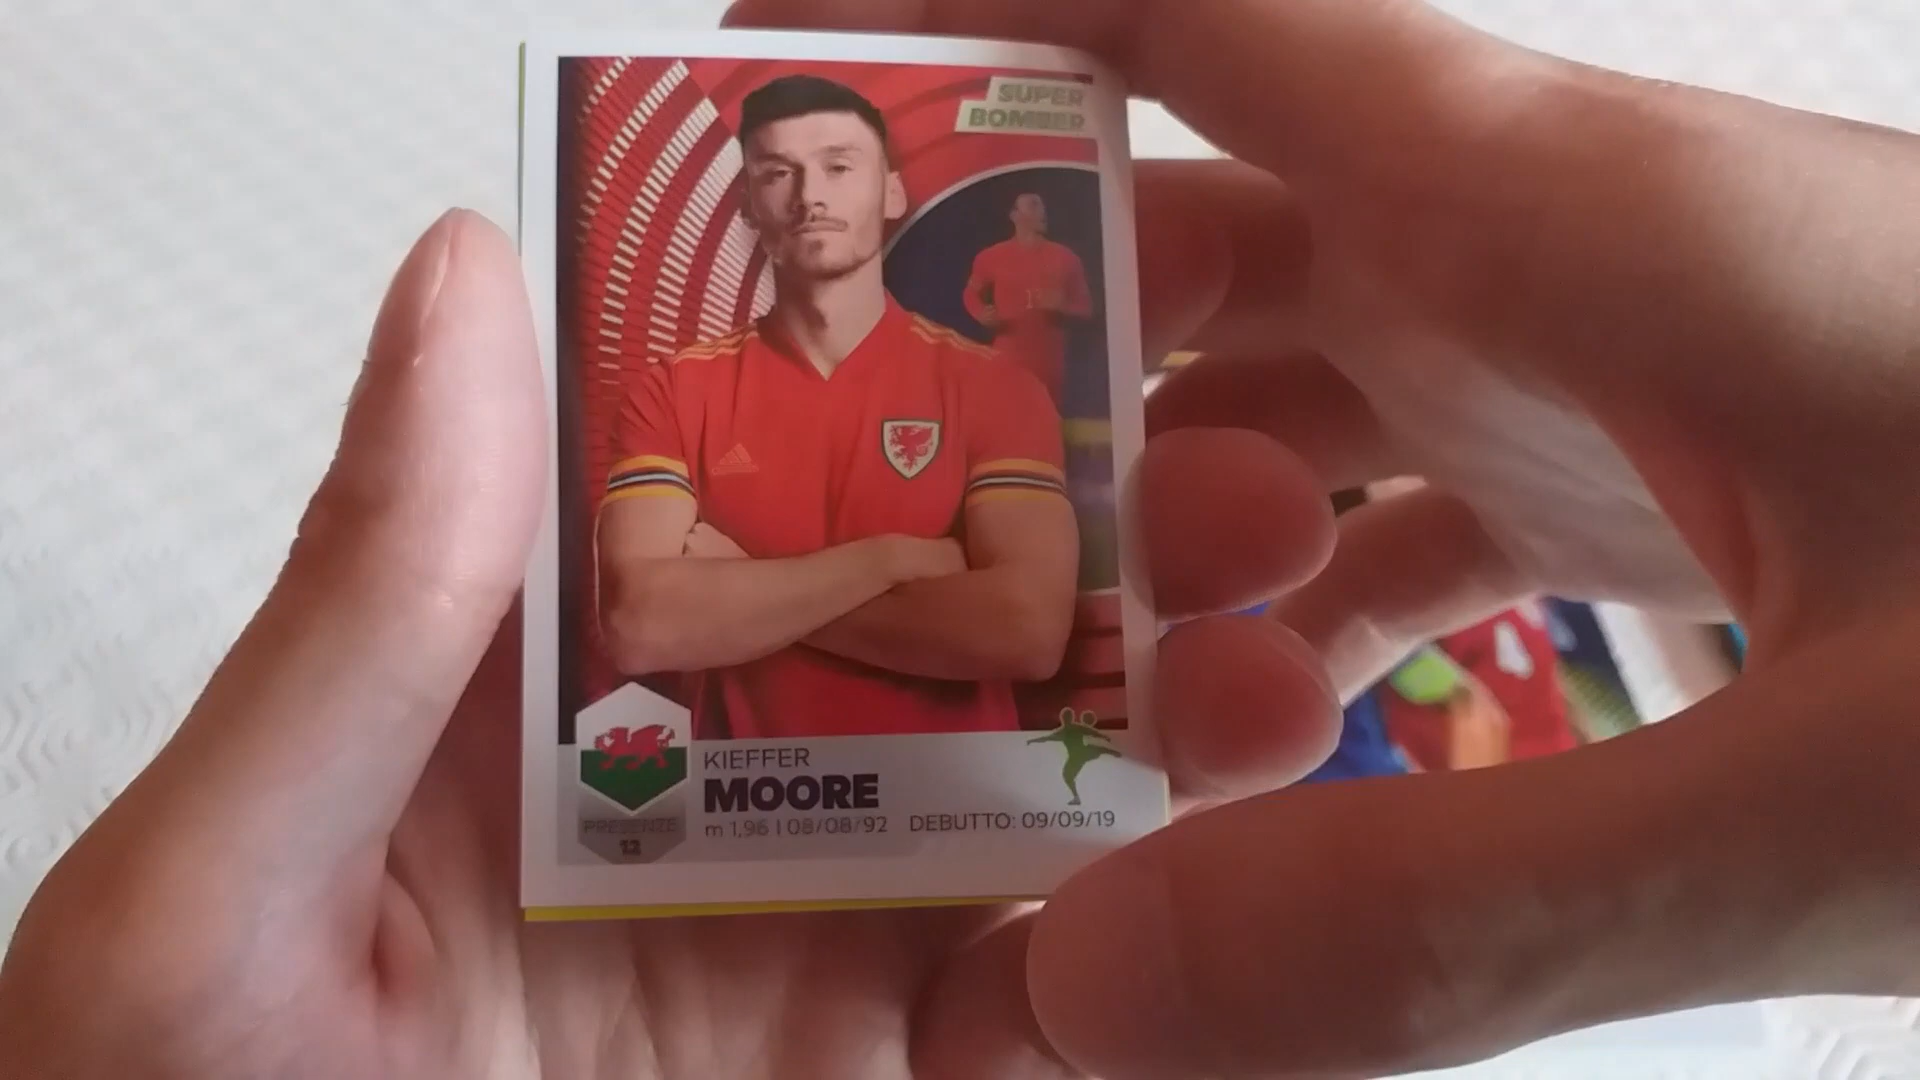 SUPER
BOMBER
KIEFFER
MOORE
m 1,96 | 08/08/92 DEBUTTO: 09/09/19
PRESENZE
12